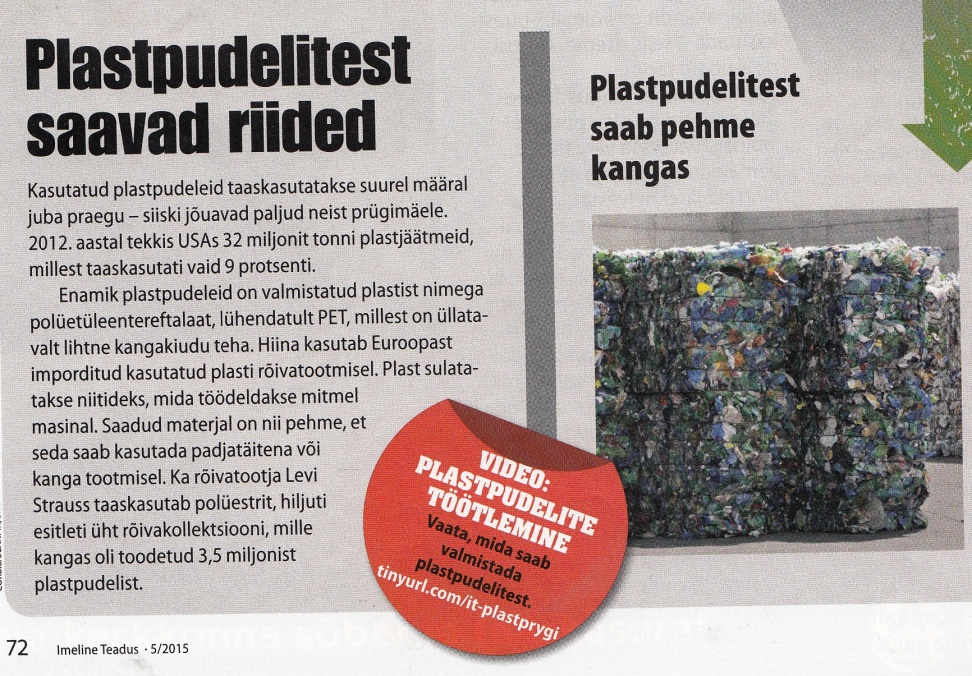 Plastpudelitest
saavad riided
Kasutatud plastpudeleid taaskasutatakse suurel määral
juba praegu – siiski jõuavad paljud neist prügimäele.
2012. aastal tekkis USAs 32 miljonit tonni plastjäätmeid,
millest taaskasutati vaid 9 protsenti.
Enamik plastpudeleid on valmistatud plastist nimega
polüetüleentereftalaat, lühendatult PET, millest on üllata-
valt lihtne kangakiudu teha. Hiina kasutab Euroopast
imporditud kasutatud plasti rõivatootmisel. Plast sulata-
takse niitideks, mida töödeldakse mitmel
masinal. Saadud materjal on nii pehme, et
seda saab kasutada padjatäitena või
kanga tootmisel. Ka rõivatootja Levi
Strauss taaskasutab polüestrit, hiljuti
esitleti üht rõivakollektsiooni, mille
kangas oli toodetud 3,5 miljonist
plastpudelist.
VIDEO:
PLASTPUDELITE
TÖÖTLEMINE
Vaata, mida saab
valmistada
plastpudelitest.
tinyurl.com/it-plastprygi
Plastpudelitest
saab pehme
kangas
72 Imeline Teadus · 5/2015